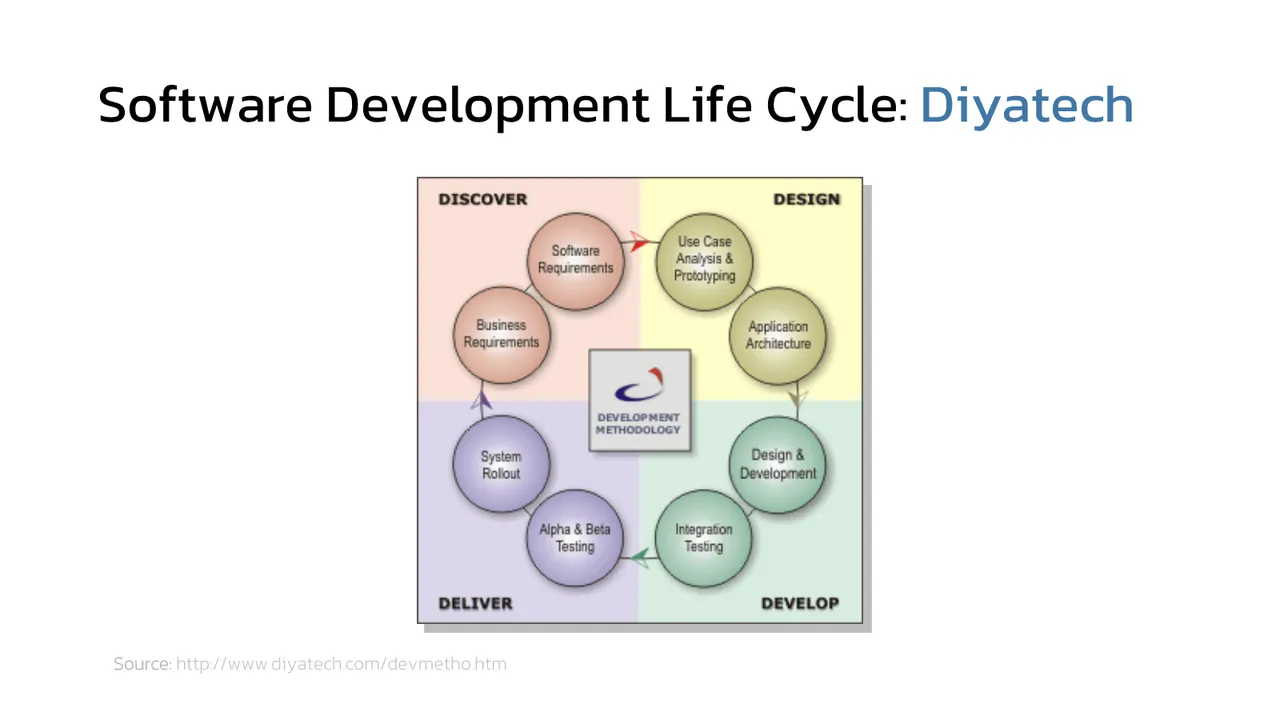 Software Development Life Cycle: Diyatech
DISCOVER
DESIGN
Software
Requirements
Use Case
Analysis &
Prototyping
Business
Requirements
Application
Architecture
DEVELOPMENT
METHODOLOGY
System
Rollout
Design &
Development
Alpha & Beta
Testing
Integration
Testing
DELIVER
DEVELOP
Source: http://www.diyatech.com/devmetho.htm